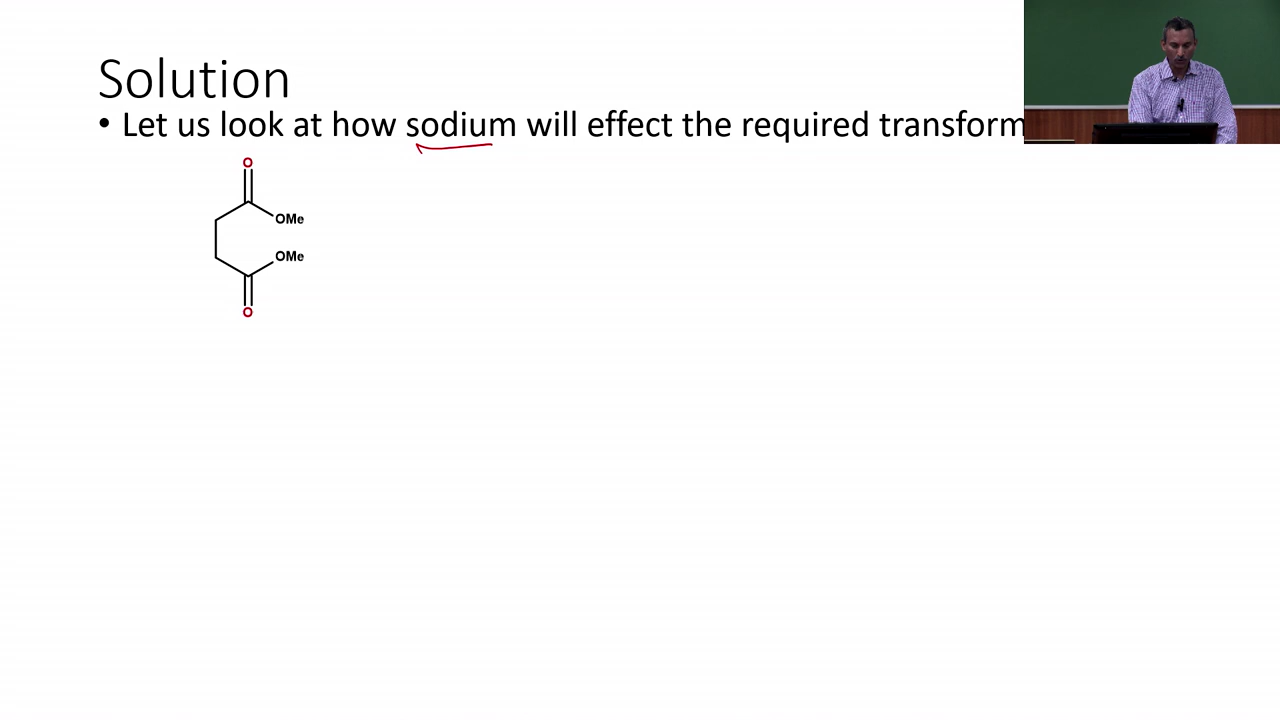 Solution
• Let us look at how sodium will effect the required transform
O
OMe
OMe
O